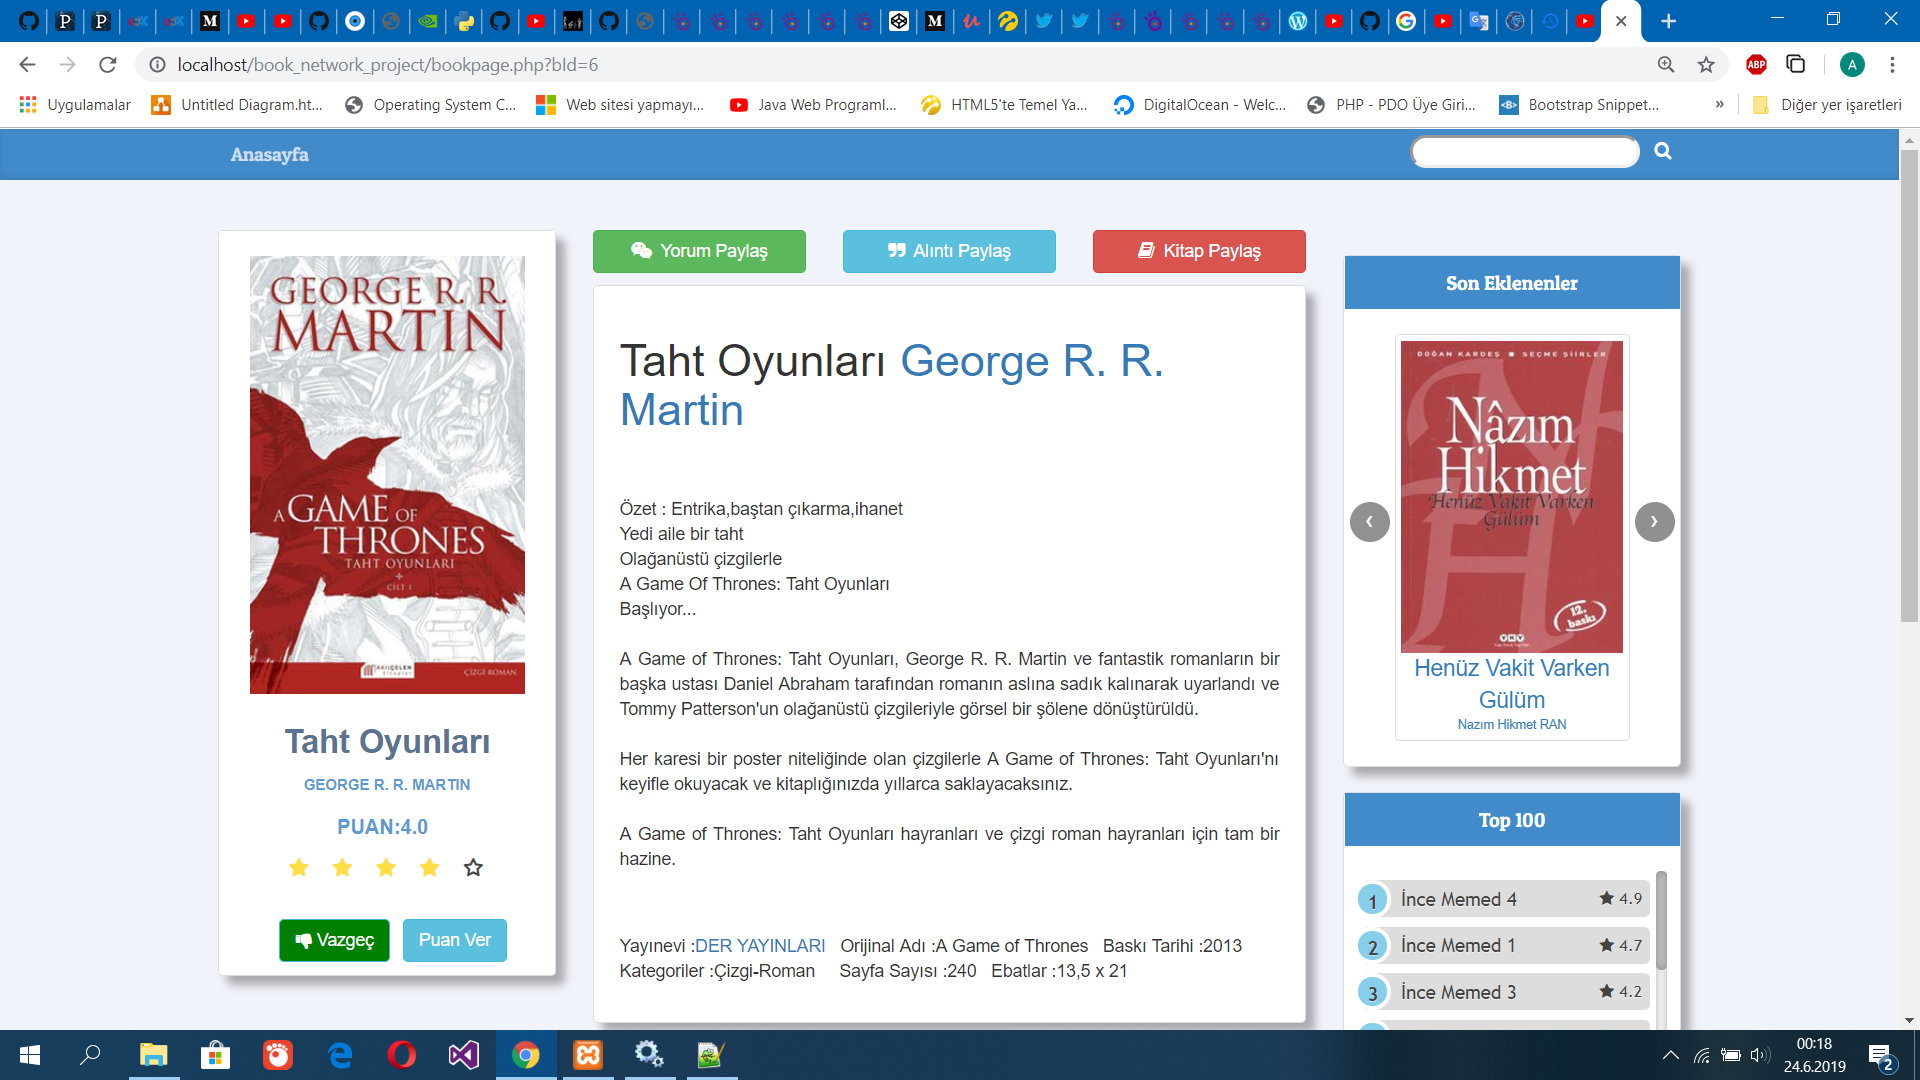 localhost/book_network_project/bookpage.php?bId=6
ABP
A
Uygulamalar
Untitled Diagram.ht...
Operating System C...
Web sitesi yapmayı...
Java Web Programl...
HTML5'te Temel Ya...
DigitalOcean - Welc...
PHP - PDO Üye Giri...
Bootstrap Snippet...
»
Diğer yer işaretleri
Anasayfa
GEORGE R. R.
MARTIN
A GAME OF
THRONES
TAHT OYUNLARI
CİLT 1
AKILÇELEN
ÇİZGİ ROMAN
Taht Oyunları
GEORGE R. R. MARTIN
PUAN:4.0
Vazgeç
Puan Ver
Yorum Paylaş
Alıntı Paylaş
Kitap Paylaş
Taht Oyunları George R. R.
Martin
Özet : Entrika,baştan çıkarma,ihanet
Yedi aile bir taht
Olağanüstü çizgilerle
A Game Of Thrones: Taht Oyunları
Başlıyor...
A Game of Thrones: Taht Oyunları, George R. R. Martin ve fantastik romanların bir
başka ustası Daniel Abraham tarafından romanın aslına sadık kalınarak uyarlandı ve
Tommy Patterson'un olağanüstü çizgileriyle görsel bir şölene dönüştürüldü.
Her karesi bir poster niteliğinde olan çizgilerle A Game of Thrones: Taht Oyunları'nı
keyifle okuyacak ve kitaplığınızda yıllarca saklayacaksınız.
A Game of Thrones: Taht Oyunları hayranları ve çizgi roman hayranları için tam bir
hazine.
Yayınevi :DER YAYINLARI Orijinal Adı :A Game of Thrones Baskı Tarihi :2013
Kategoriler :Çizgi-Roman Sayfa Sayısı :240 Ebatlar :13,5 x 21
Son Eklenenler
DOĞAN KARDEŞ ■ SEÇME ŞİİRLER
Nâzım
Hikmet
Henüz Vakit Varken
Gülüm
12.
baskı
YKY
Henüz Vakit Varken
Gülüm
Nazım Hikmet RAN
Top 100
1 İnce Memed 4 4.9
2 İnce Memed 1 4.7
3 İnce Memed 3 4.2
00:18
24.6.2019
2